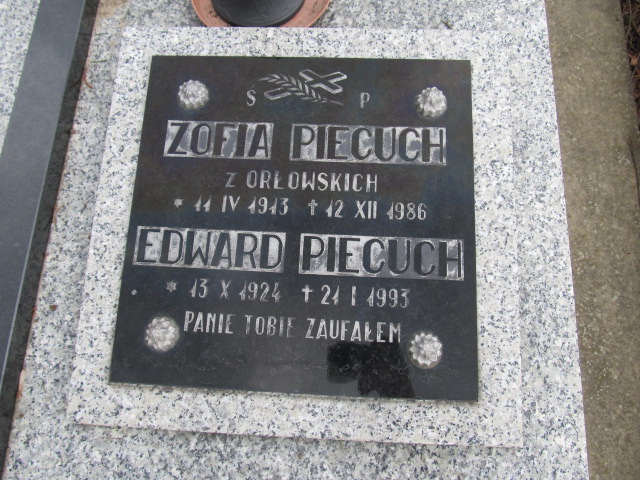 Ś P
ZOFIA PIECUCH
Z ORŁOWSKICH
* 11 IV 1913 † 12 XII 1986
EDWARD PIECUCH
* 13 X 1924 † 21 I 1993
PANIE TOBIE ZAUFAŁEM